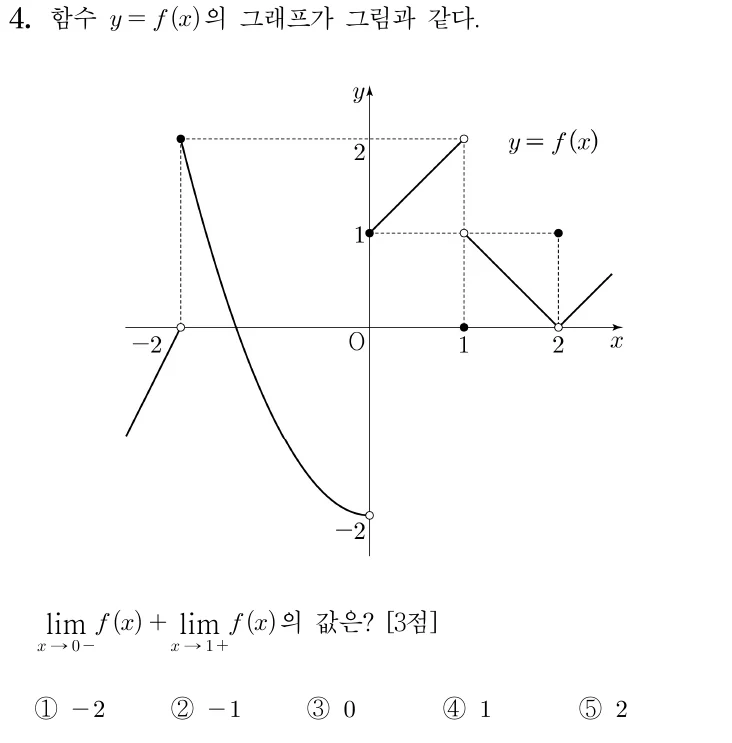 4. 함수 y = f(x)의 그래프가 그림과 같다.
y
2
y = f(x)
1
-2
O
1
2
x
-2
lim f(x) + lim f(x)의 값은? [3점]
x→0- x→1+
① -2 ② -1 ③ 0 ④ 1 ⑤ 2